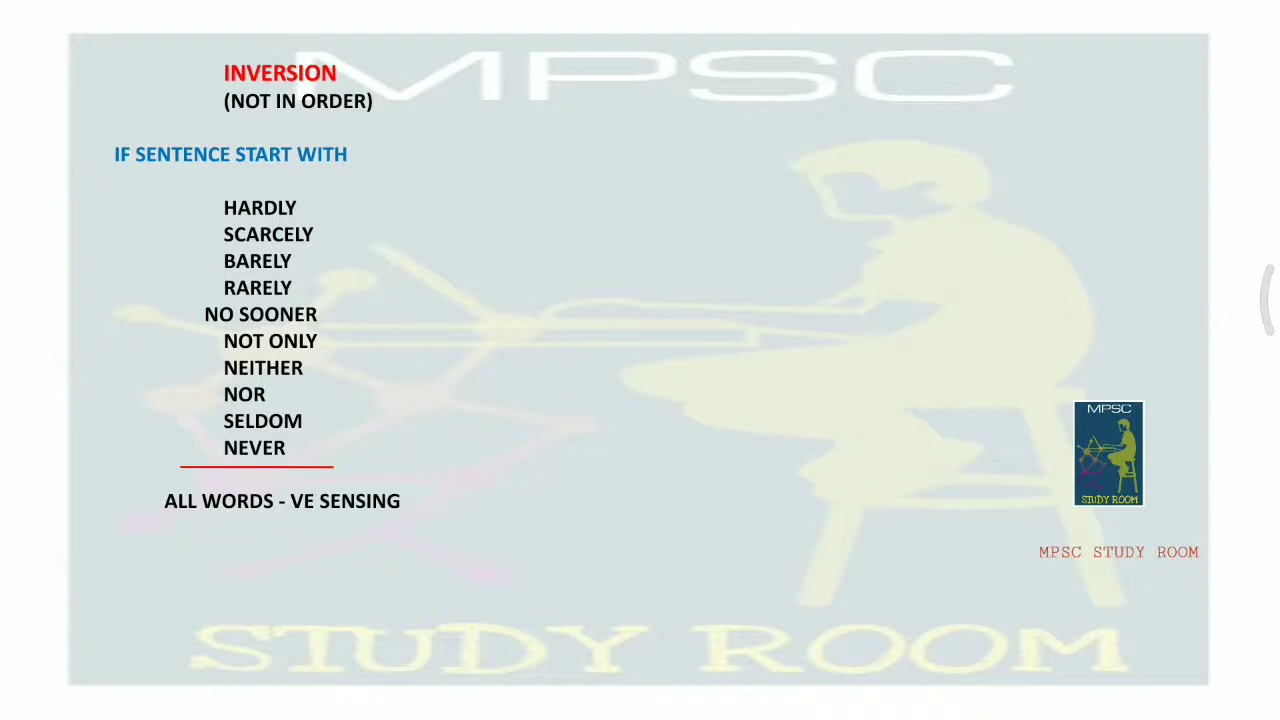 MPSC
INVERSION
(NOT IN ORDER)
IF SENTENCE START WITH
HARDLY
SCARCELY
BARELY
RARELY
NO SOONER
NOT ONLY
NEITHER
NOR
SELDOM
NEVER
ALL WORDS - VE SENSING
MPSC
STUDY ROOM
MPSC STUDY ROOM
STUDY ROOM